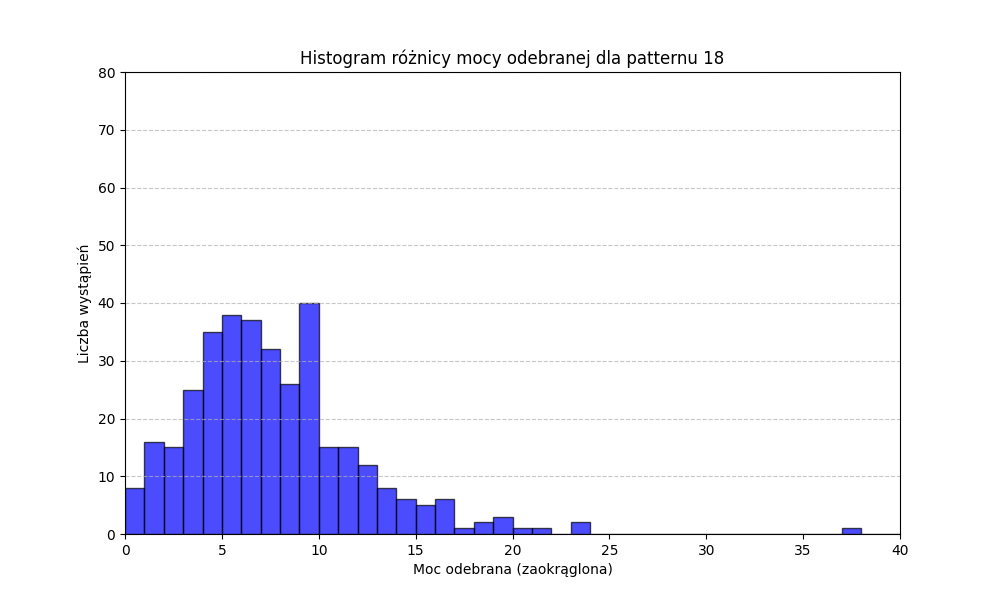 Histogram różnicy mocy odebranej dla patternu 18
80
70
60
50
40
30
20
10
0
Liczba wystąpień
0 5 10 15 20 25 30 35 40
Moc odebrana (zaokrąglona)